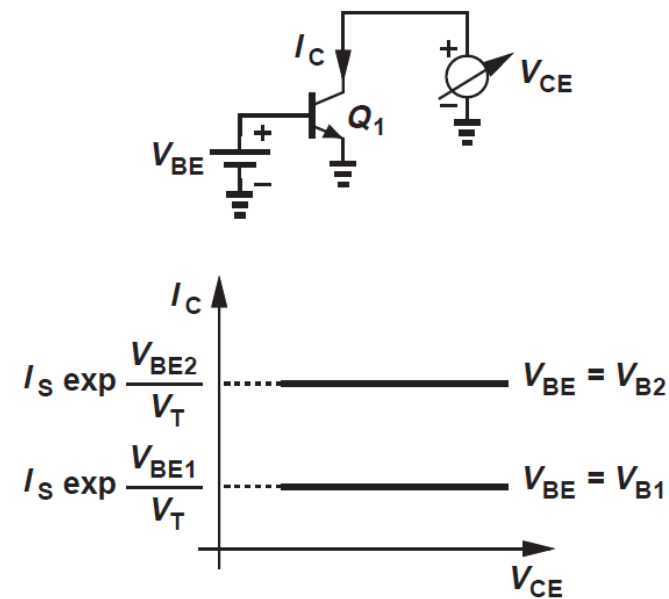 +
I_C
V_CE
Q_1
−
+
V_BE
−
I_C
I_S exp V_BE2 / V_T
V_BE = V_B2
I_S exp V_BE1 / V_T
V_BE = V_B1
V_CE